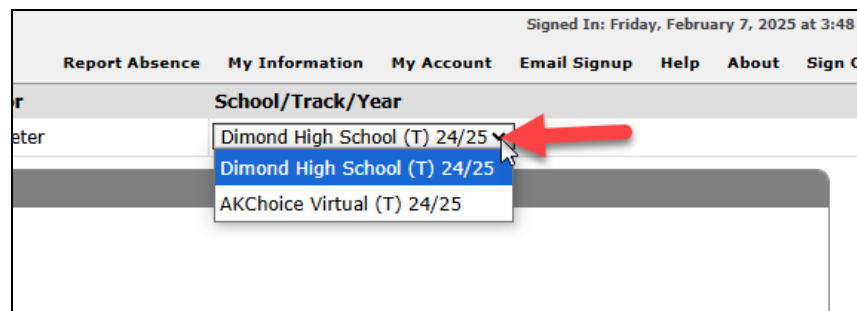 Signed In: Friday, February 7, 2025 at 3:48
Report Absence My Information My Account Email Signup Help About Sign
School/Track/Year
Dimond High School (T) 24/25
Dimond High School (T) 24/25
AKChoice Virtual (T) 24/25